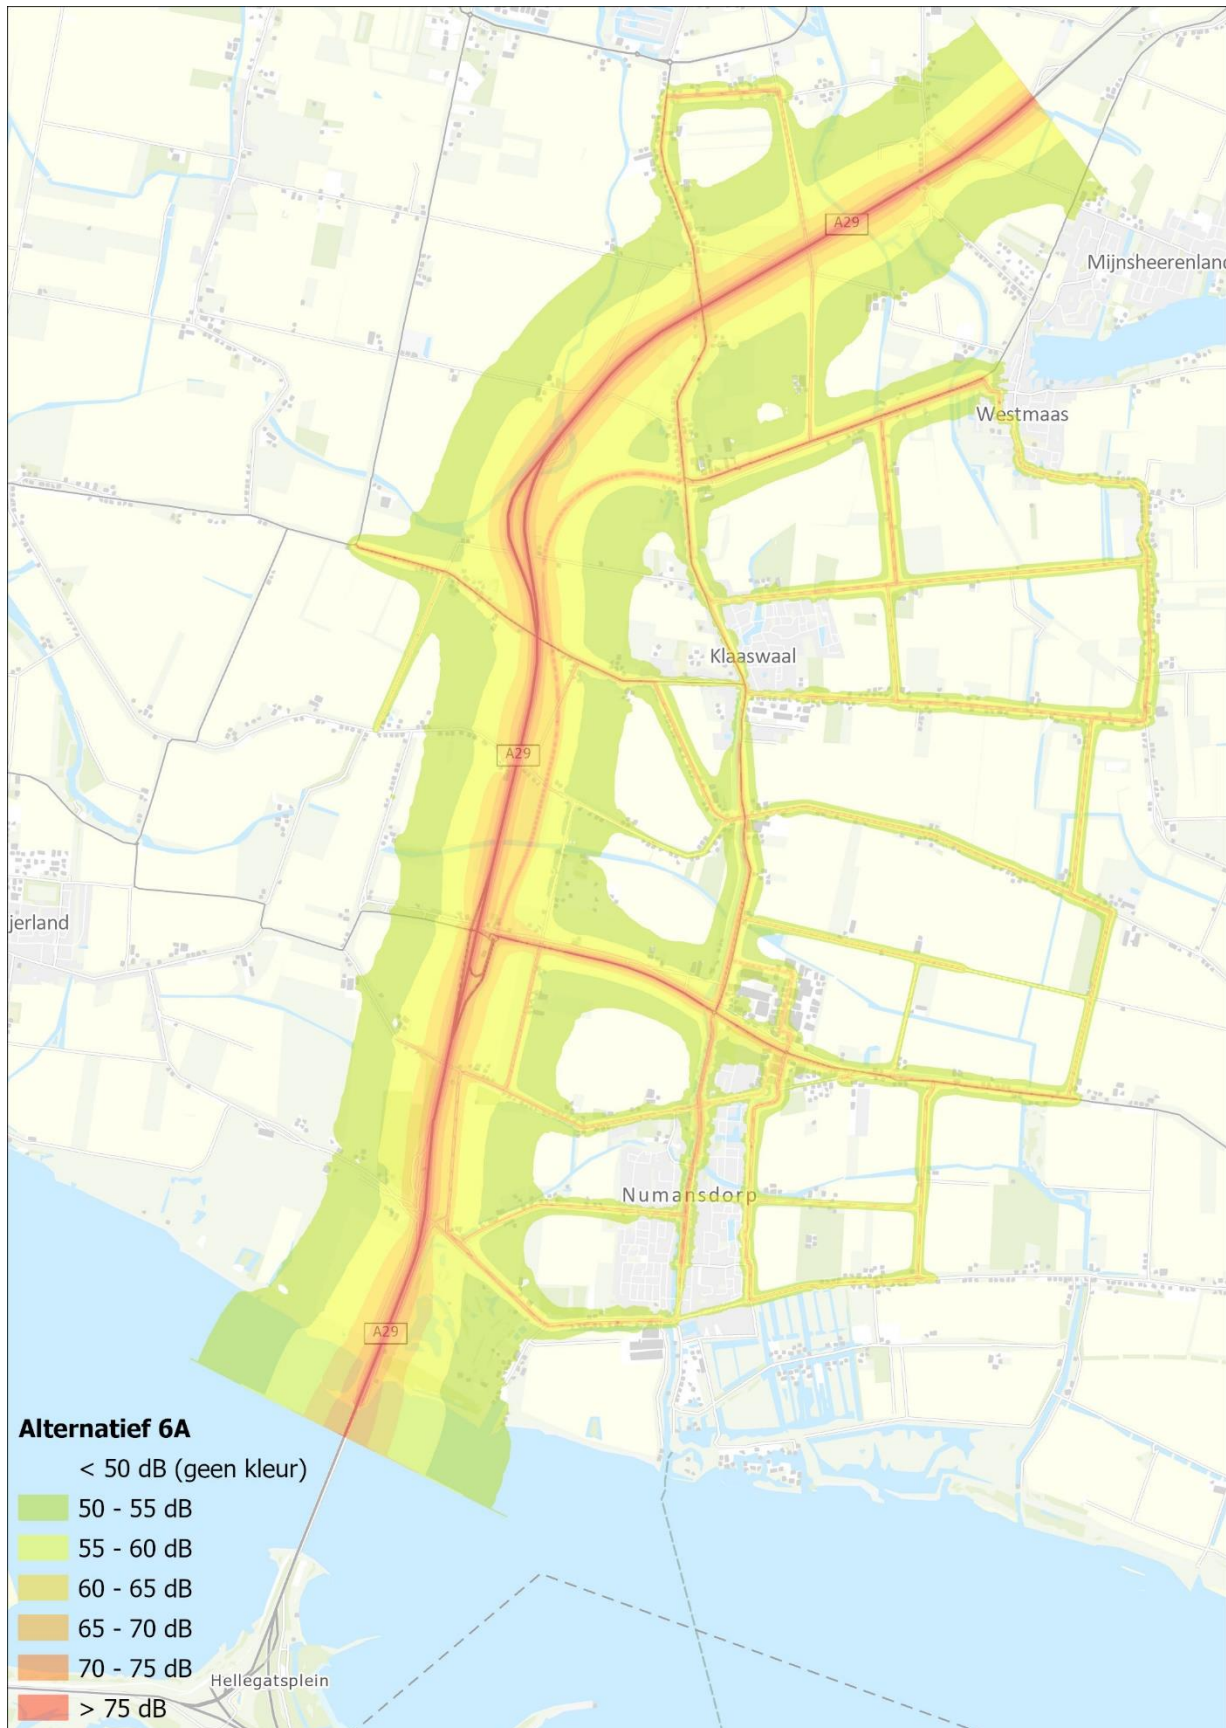 A29
Mijnsheerenland
Westmaas
Klaaswaal
A29
jerland
Numansdorp
A29
Alternatief 6A
< 50 dB (geen kleur)
50 - 55 dB
55 - 60 dB
60 - 65 dB
65 - 70 dB
70 - 75 dB
> 75 dB
Hellegatsplein